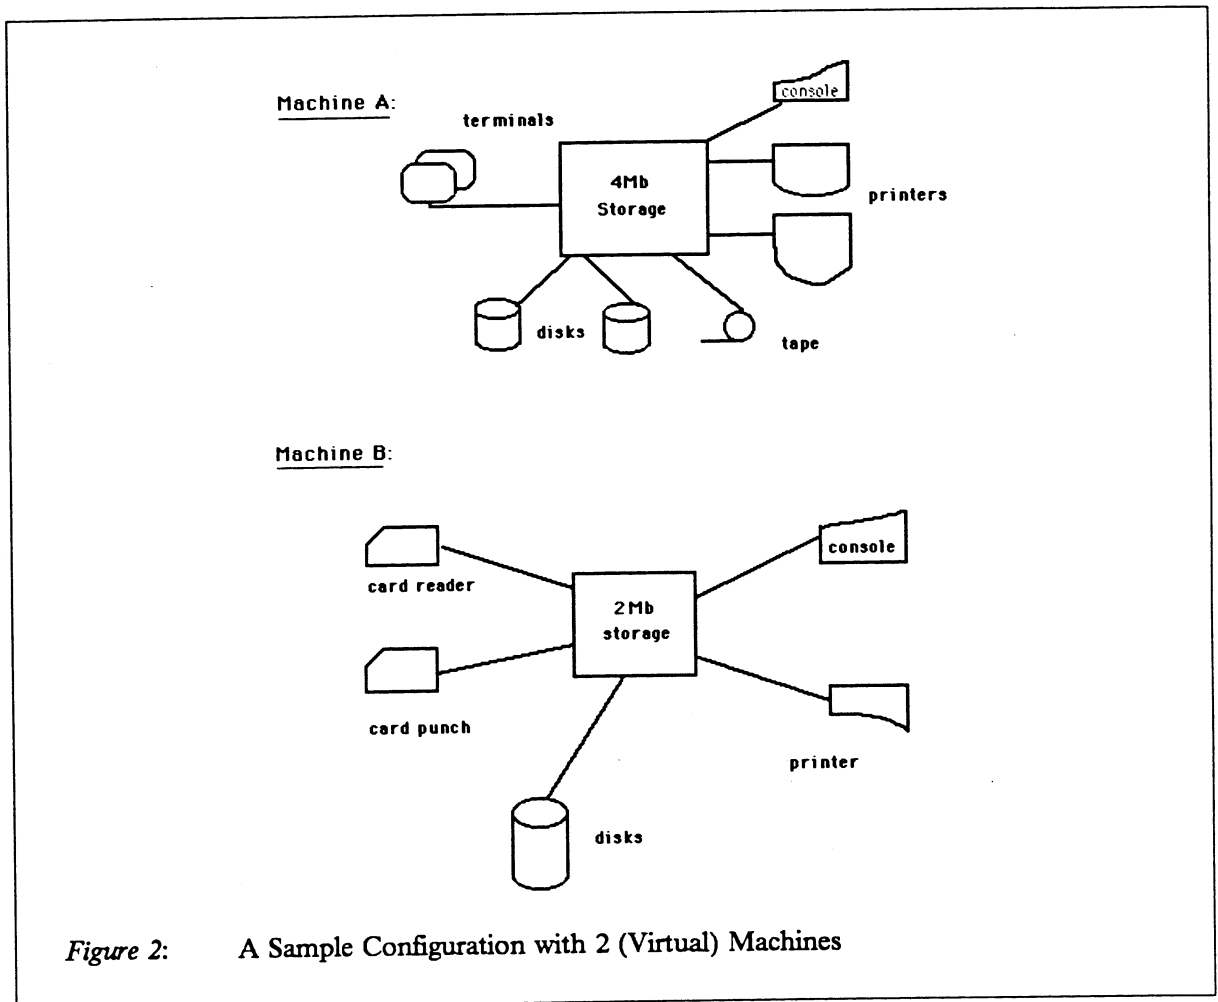 Machine A:
terminals
console
4Mb
Storage
printers
disks
tape
Machine B:
card reader
console
2Mb
storage
card punch
printer
disks
Figure 2: A Sample Configuration with 2 (Virtual) Machines